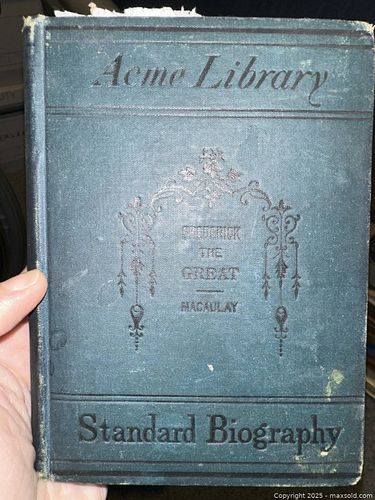 Acme Library
FREDERICK
THE
GREAT
MACAULAY
Standard Biography
Copyright 2025 - maxsold.com